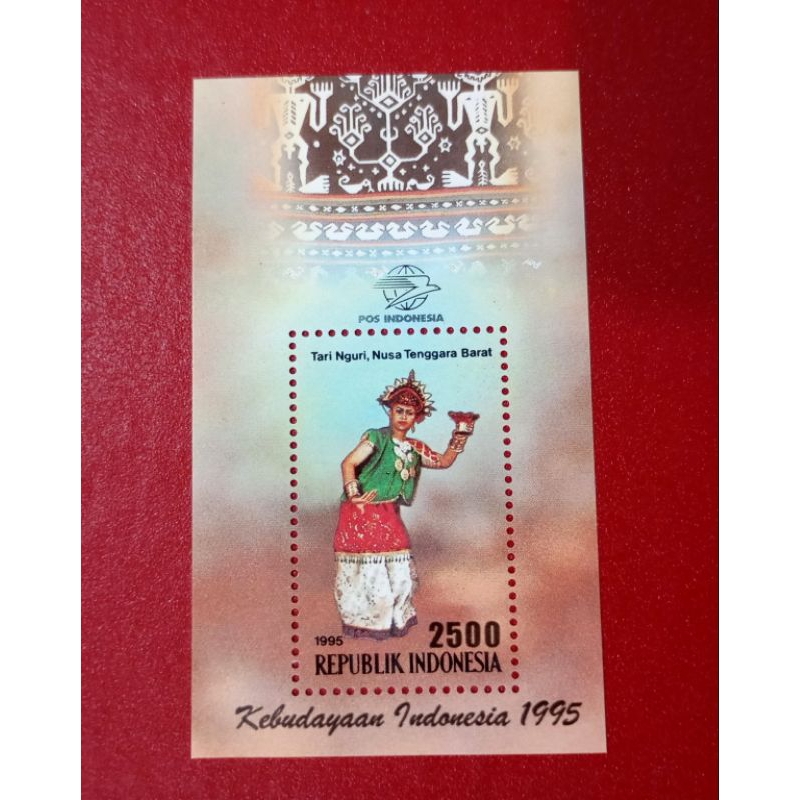 POS INDONESIA
Tari Nguri, Nusa Tenggara Barat
1995 2500
REPUBLIK INDONESIA
Kebudayaan Indonesia 1995